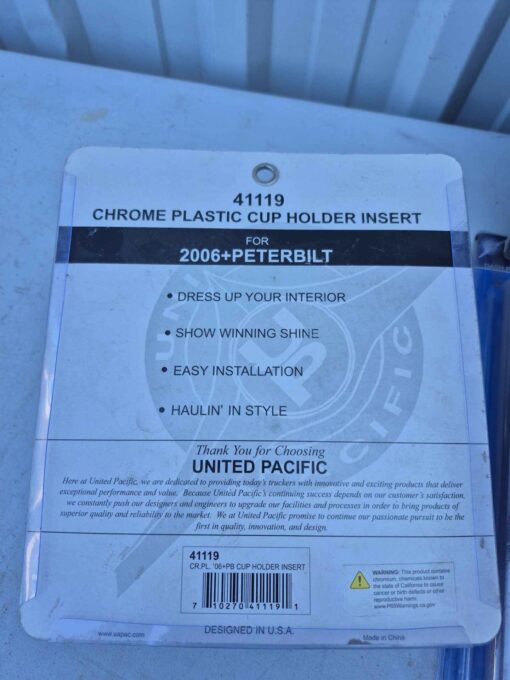 41119
CHROME PLASTIC CUP HOLDER INSERT
FOR
2006+PETERBILT
• DRESS UP YOUR INTERIOR
• SHOW WINNING SHINE
• EASY INSTALLATION
• HAULIN' IN STYLE
UNITED PACIFIC
Thank You for Choosing
UNITED PACIFIC
Here at United Pacific, we are dedicated to providing today's truckers with innovative and exciting products that deliver
exceptional performance and value. Because United Pacific's continuing success depends on our customer's satisfaction,
we constantly push our designers and engineers to upgrade our facilities and processes in order to bring products of
superior quality and reliability to the market. We at United Pacific promise to continue our passionate pursuit to be the
first in quality, innovation, and design.
41119
CR.PL. '06+PB CUP HOLDER INSERT
7 10270 41119 1
WARNING: This product contains
chromium, chemicals known to
the state of California to cause
cancer or birth defects or other
reproductive harm.
www.P65Warnings.ca.gov
www.uapac.com
DESIGNED IN U.S.A.
Made in China